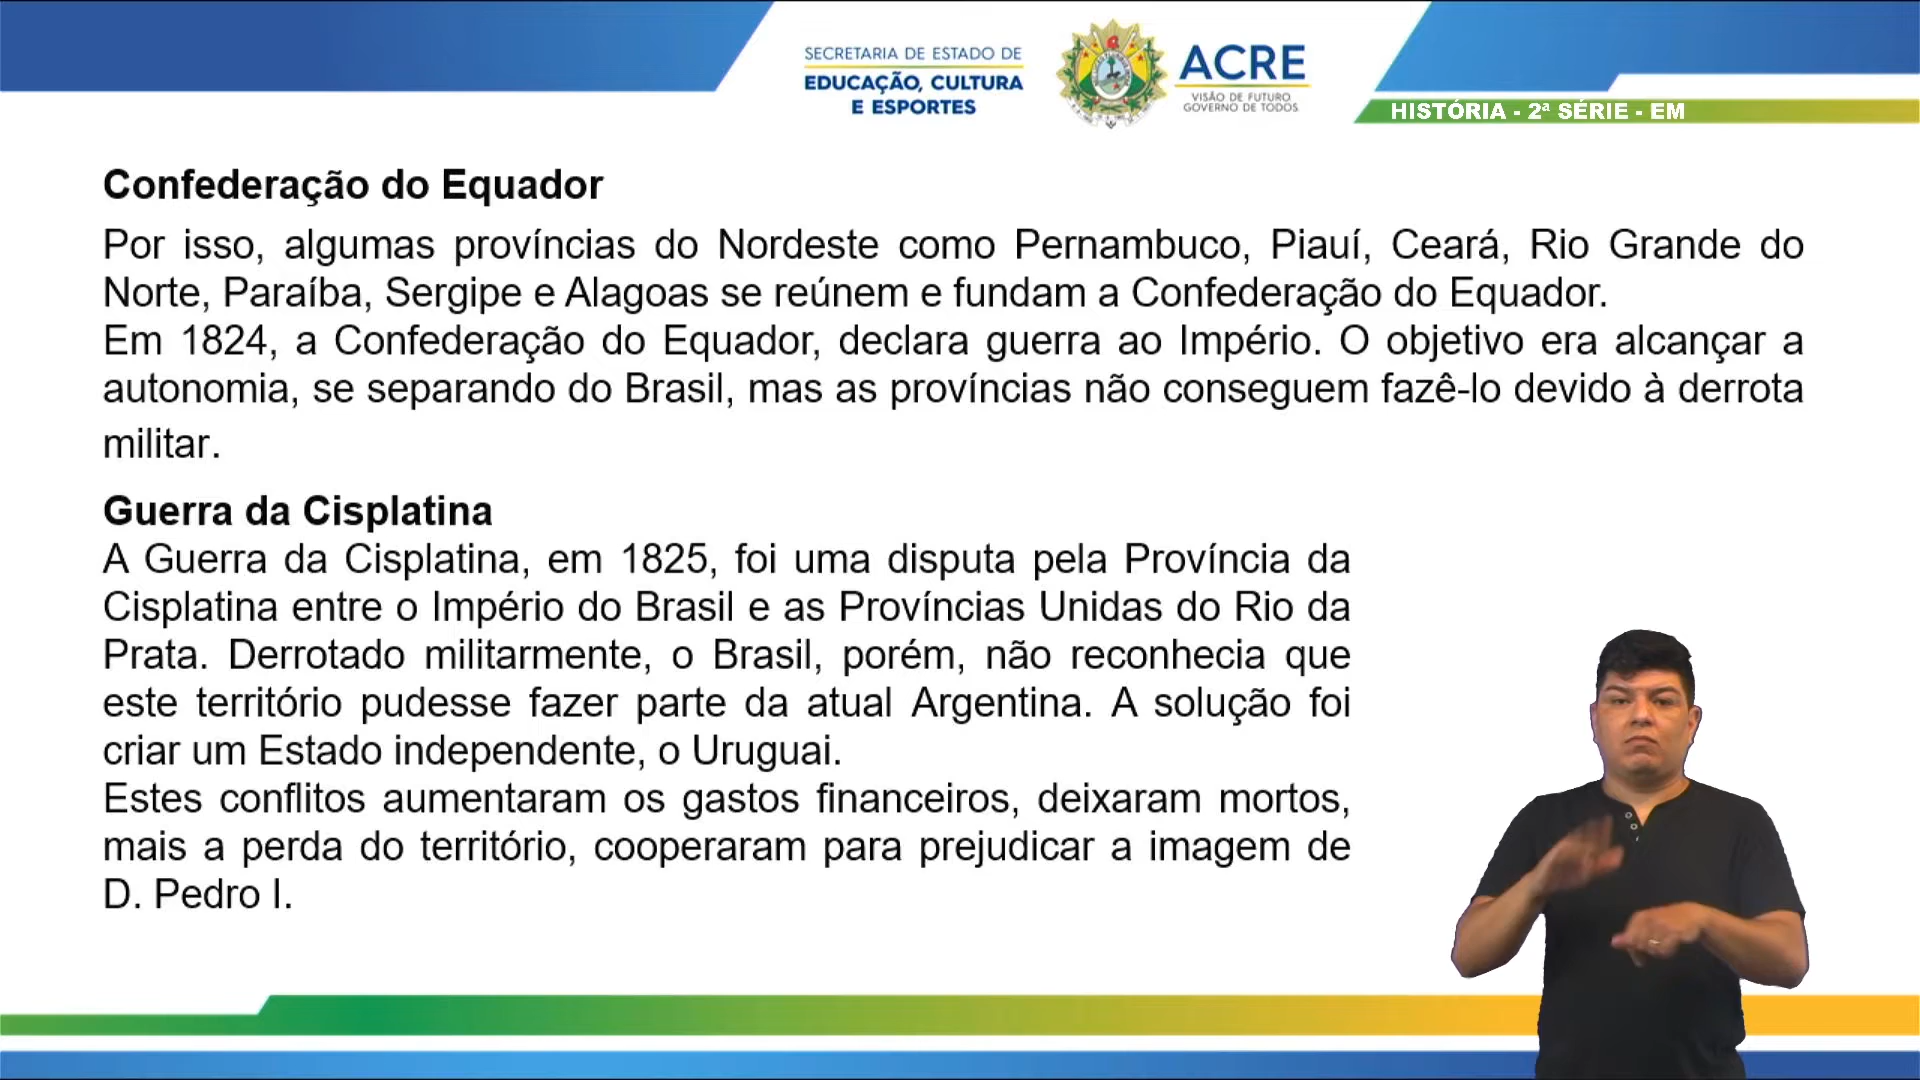 SECRETARIA DE ESTADO DE
EDUCAÇÃO, CULTURA
E ESPORTES
ACRE
VISÃO DE FUTURO
GOVERNO DE TODOS
HISTÓRIA - 2ª SÉRIE - EM
Confederação do Equador
Por isso, algumas províncias do Nordeste como Pernambuco, Piauí, Ceará, Rio Grande do
Norte, Paraíba, Sergipe e Alagoas se reúnem e fundam a Confederação do Equador.
Em 1824, a Confederação do Equador, declara guerra ao Império. O objetivo era alcançar a
autonomia, se separando do Brasil, mas as províncias não conseguem fazê-lo devido à derrota
militar.
Guerra da Cisplatina
A Guerra da Cisplatina, em 1825, foi uma disputa pela Província da
Cisplatina entre o Império do Brasil e as Províncias Unidas do Rio da
Prata. Derrotado militarmente, o Brasil, porém, não reconhecia que
este território pudesse fazer parte da atual Argentina. A solução foi
criar um Estado independente, o Uruguai.
Estes conflitos aumentaram os gastos financeiros, deixaram mortos,
mais a perda do território, cooperaram para prejudicar a imagem de
D. Pedro I.